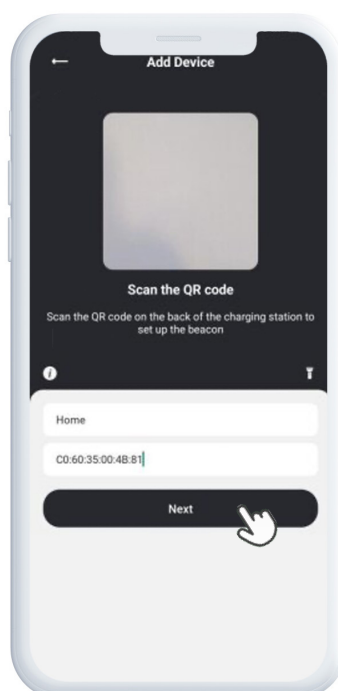 Add Device
Scan the QR code
Scan the QR code on the back of the charging station to
set up the beacon
Home
C0:60:35:00:4B:81
Next